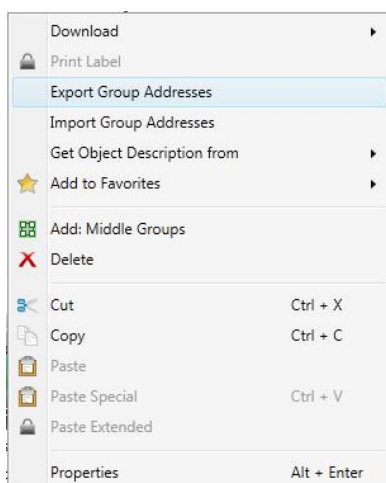 Download
Print Label
Export Group Addresses
Import Group Addresses
Get Object Description from
Add to Favorites
Add: Middle Groups
Delete
Cut Ctrl + X
Copy Ctrl + C
Paste
Paste Special Ctrl + V
Paste Extended
Properties Alt + Enter